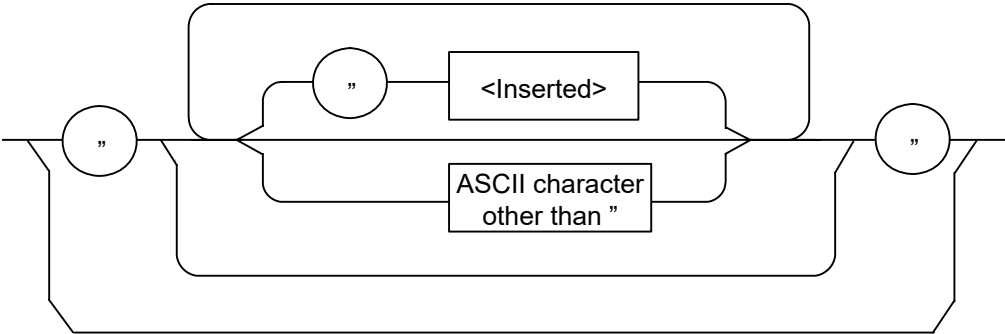 ”
<Inserted>
”
”
ASCII character
other than ”